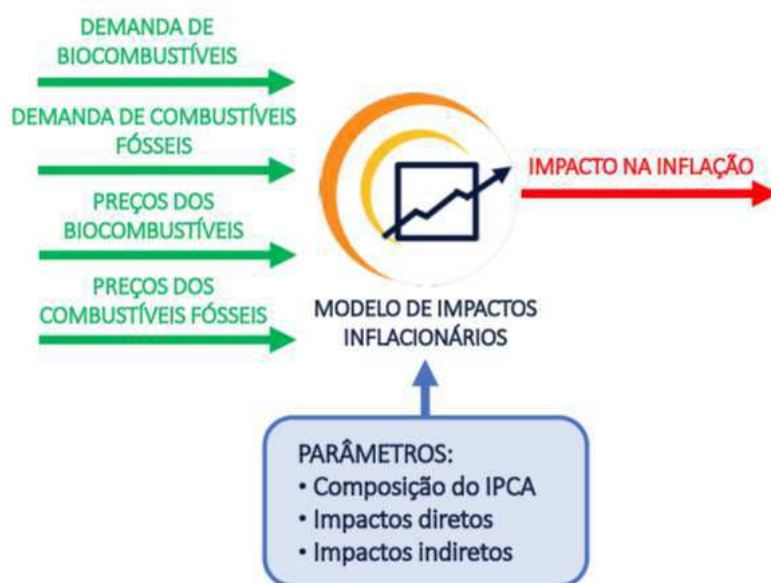 DEMANDA DE
BIOCOMBUSTÍVEIS
DEMANDA DE COMBUSTÍVEIS
FÓSSEIS
PREÇOS DOS
BIOCOMBUSTÍVEIS
PREÇOS DOS
COMBUSTÍVEIS FÓSSEIS
IMPACTO NA INFLAÇÃO
MODELO DE IMPACTOS
INFLACIONÁRIOS
PARÂMETROS:
• Composição do IPCA
• Impactos diretos
• Impactos indiretos